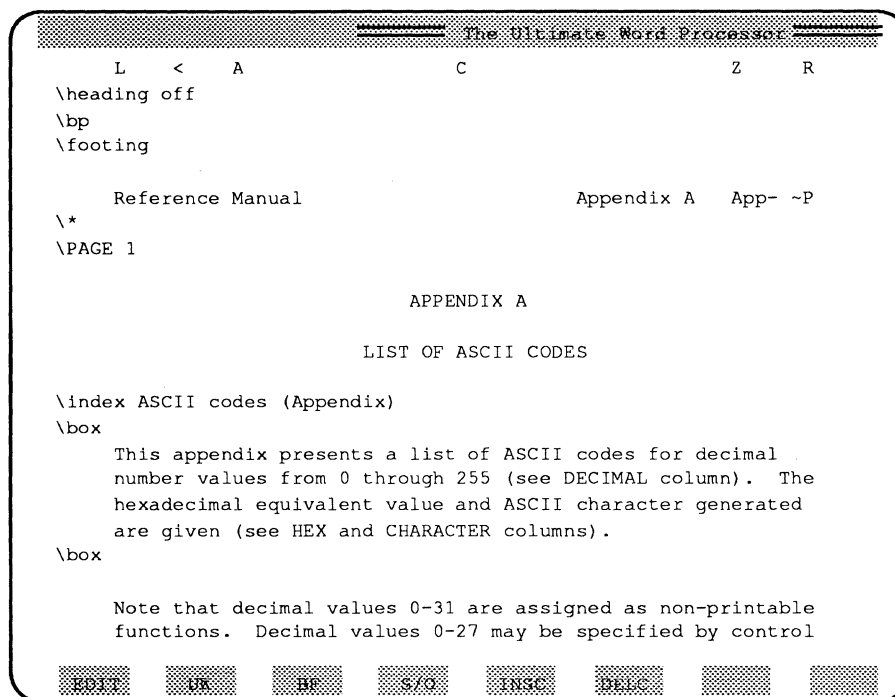 The Ultimate Word Processor
L < A C Z R
\heading off
\bp
\footing
Reference Manual Appendix A App- ~P
\*
\PAGE 1
APPENDIX A
LIST OF ASCII CODES
\index ASCII codes (Appendix)
\box
This appendix presents a list of ASCII codes for decimal
number values from 0 through 255 (see DECIMAL column). The
hexadecimal equivalent value and ASCII character generated
are given (see HEX and CHARACTER columns).
\box
Note that decimal values 0-31 are assigned as non-printable
functions. Decimal values 0-27 may be specified by control
EDIT S/O INSC DELC